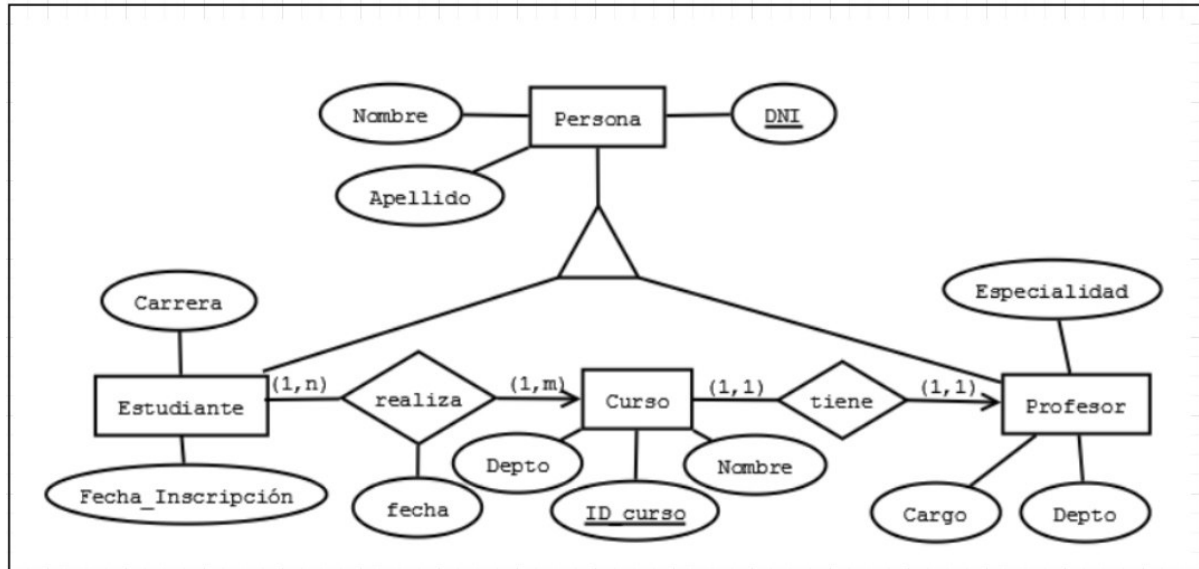 Nombre
Persona
DNI
Apellido
Carrera
Especialidad
Estudiante
(1,n)
realiza
(1,m)
Curso
(1,1)
tiene
(1,1)
Profesor
Fecha_Inscripción
fecha
Depto
ID_curso
Nombre
Cargo
Depto